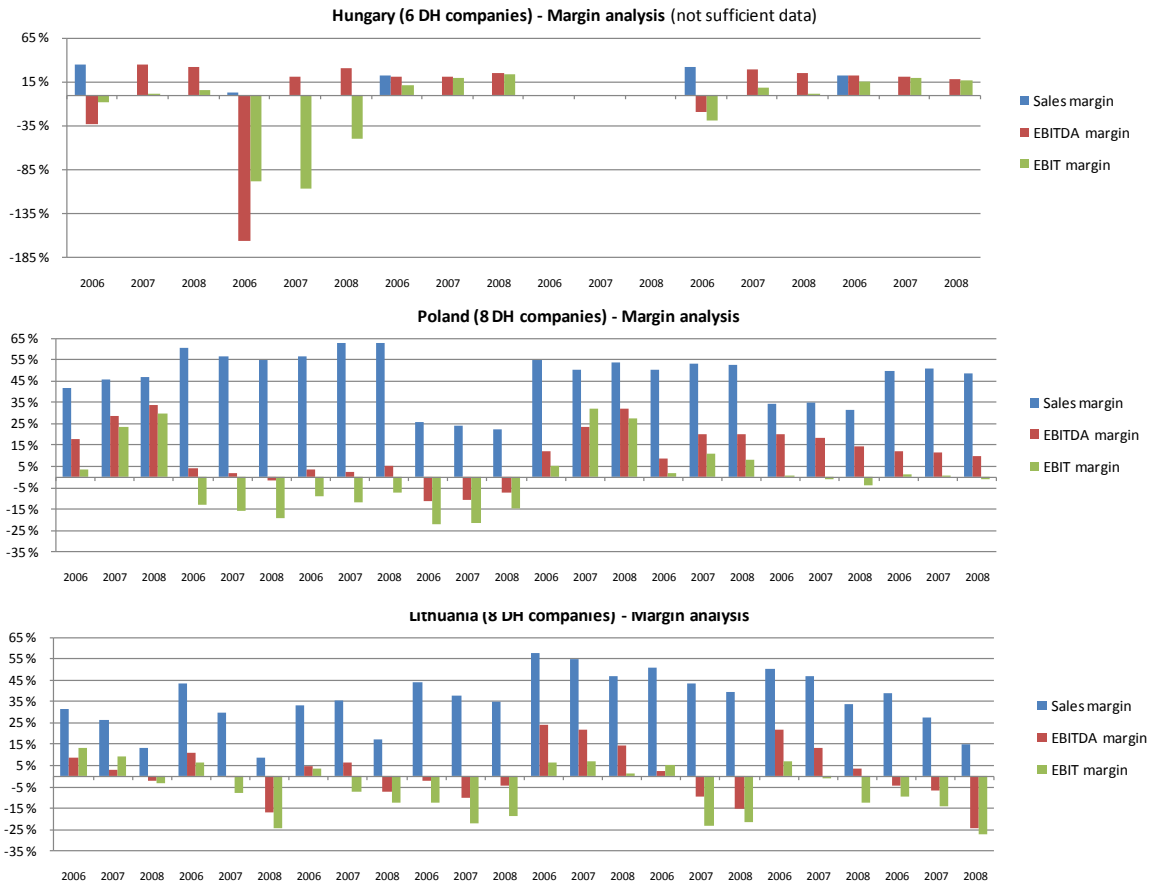 Hungary (6 DH companies) - Margin analysis (not sufficient data)
65%
15%
-35%
-85%
-135%
-185%
2006 2007 2008 2006 2007 2008 2006 2007 2008 2006 2007 2008 2006 2007 2008
Sales margin
EBITDA margin
EBIT margin
Poland (8 DH companies) - Margin analysis
65%
55%
45%
35%
25%
15%
5%
-5%
-15%
-25%
-35%
2006 2007 2008 2006 2007 2008 2006 2007 2008 2006 2007 2008 2006 2007 2008 2006 2007 2008 2006 2007 2008 2006 2007 2008
Sales margin
EBITDA margin
EBIT margin
Lithuania (8 DH companies) - Margin analysis
65%
55%
45%
35%
25%
15%
5%
-5%
-15%
-25%
-35%
2006 2007 2008 2006 2007 2008 2006 2007 2008 2006 2007 2008 2006 2007 2008 2006 2007 2008 2006 2007 2008 2006 2007 2008
Sales margin
EBITDA margin
EBIT margin